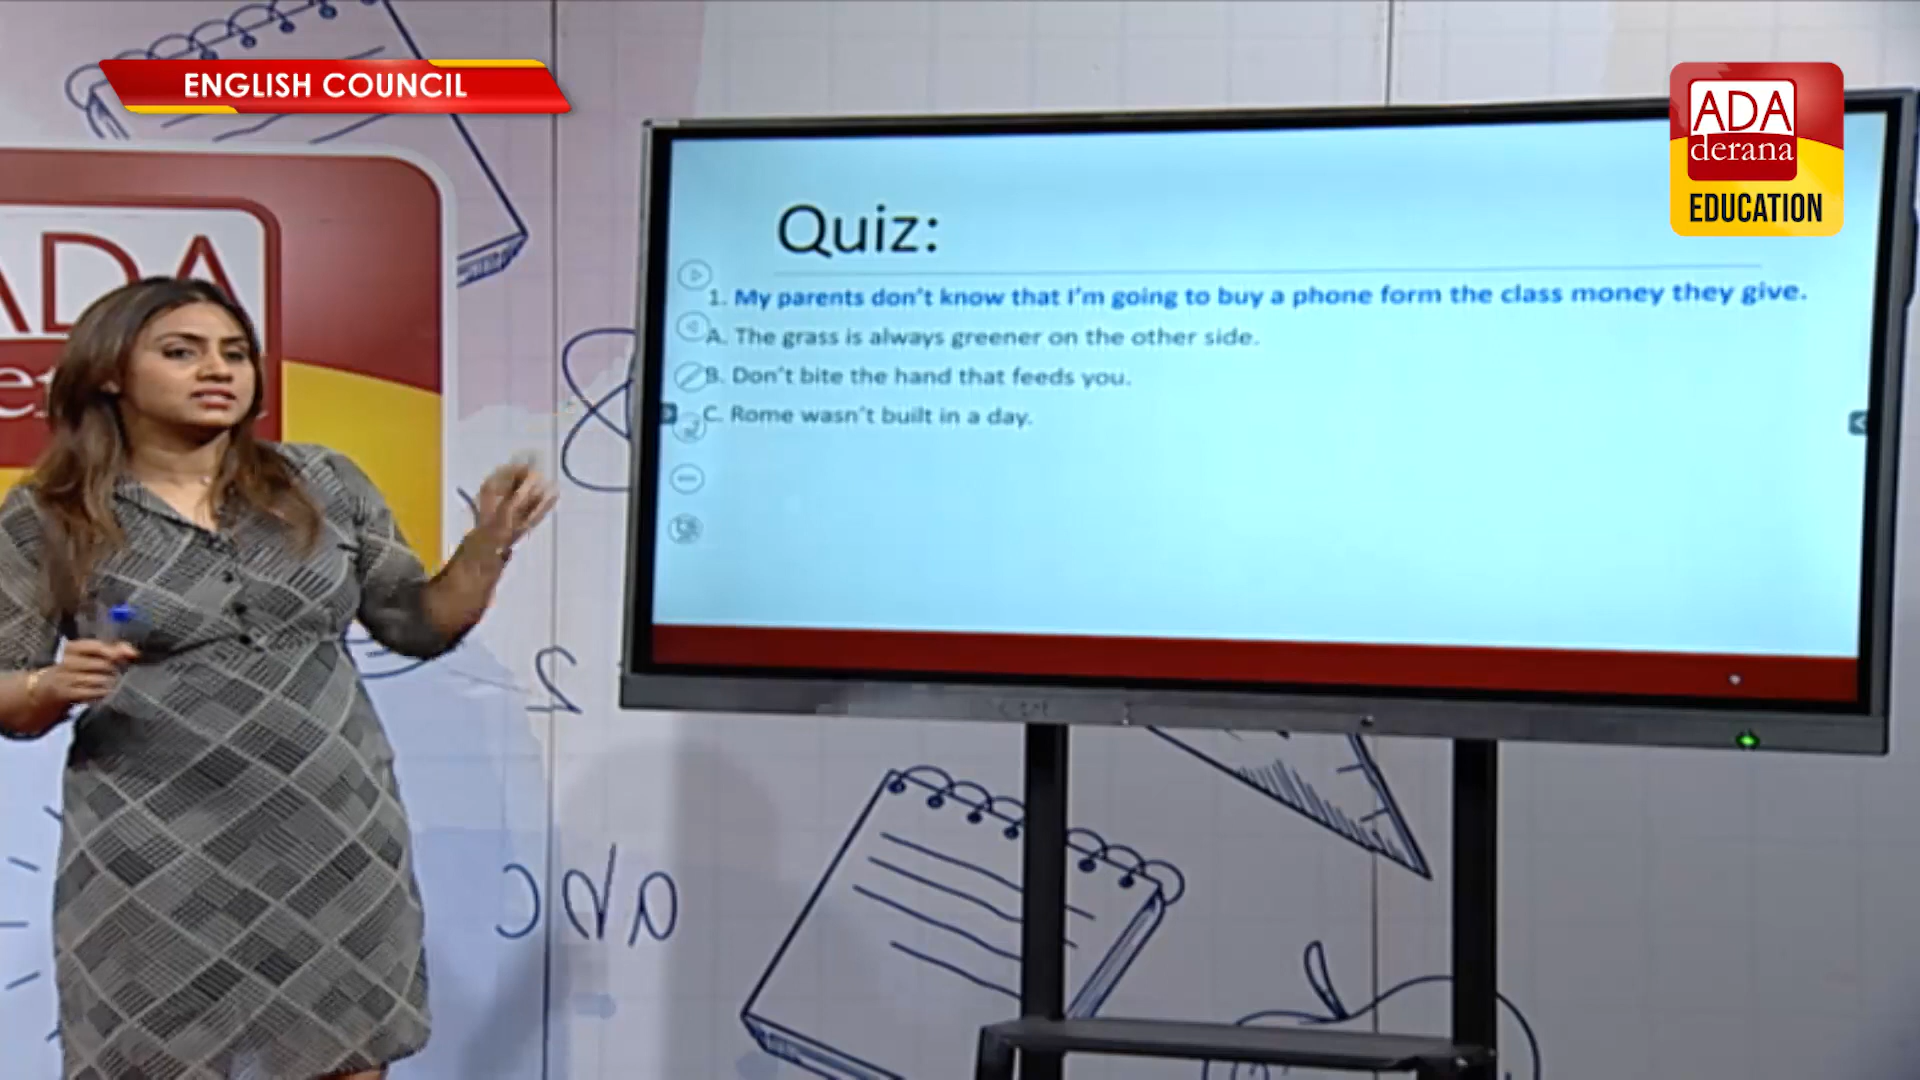 ENGLISH COUNCIL
ADA
derana
EDUCATION
Quiz:
1. My parents don't know that I'm going to buy a phone form the class money they give.
A. The grass is always greener on the other side.
B. Don't bite the hand that feeds you.
C. Rome wasn't built in a day.
ADA